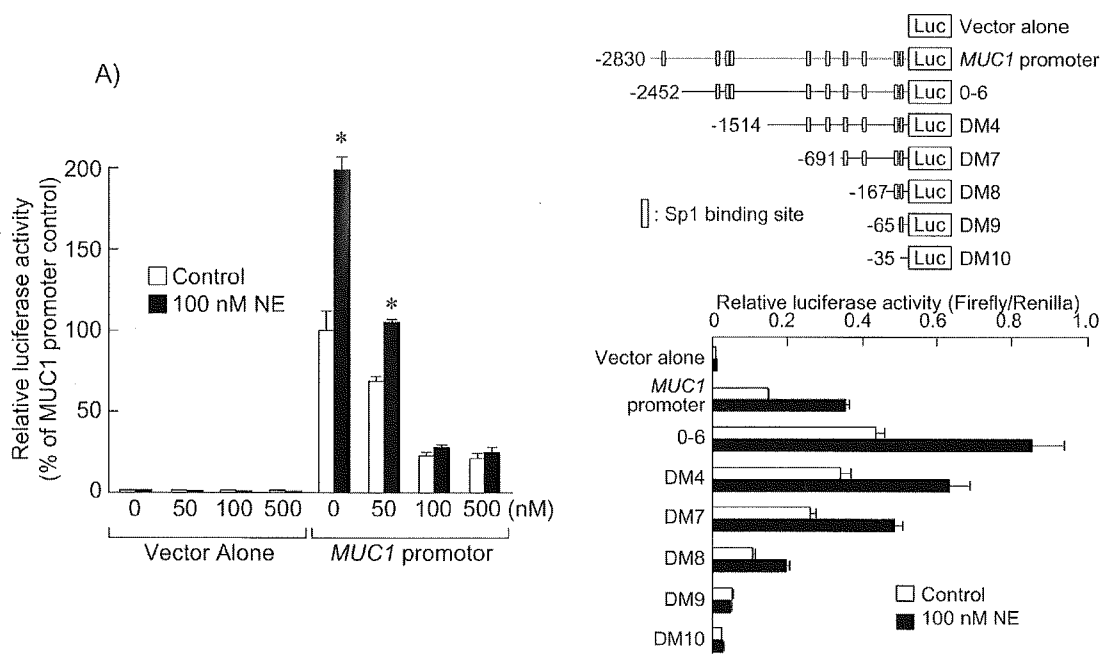 A)
Relative luciferase activity
(% of MUC1 promoter control)
200
150
100
50
0
Control
100 nM NE
*
*
0 50 100 500 0 50 100 500 (nM)
Vector Alone
MUC1 promotor
Luc Vector alone
-2830 Luc MUC1 promoter
-2452 Luc 0-6
-1514 Luc DM4
-691 Luc DM7
-167 Luc DM8
: Sp1 binding site
-65 Luc DM9
-35 Luc DM10
Relative luciferase activity (Firefly/Renilla)
0 0.2 0.4 0.6 0.8 1.0
Vector alone
MUC1
promoter
0-6
DM4
DM7
DM8
DM9
DM10
Control
100 nM NE